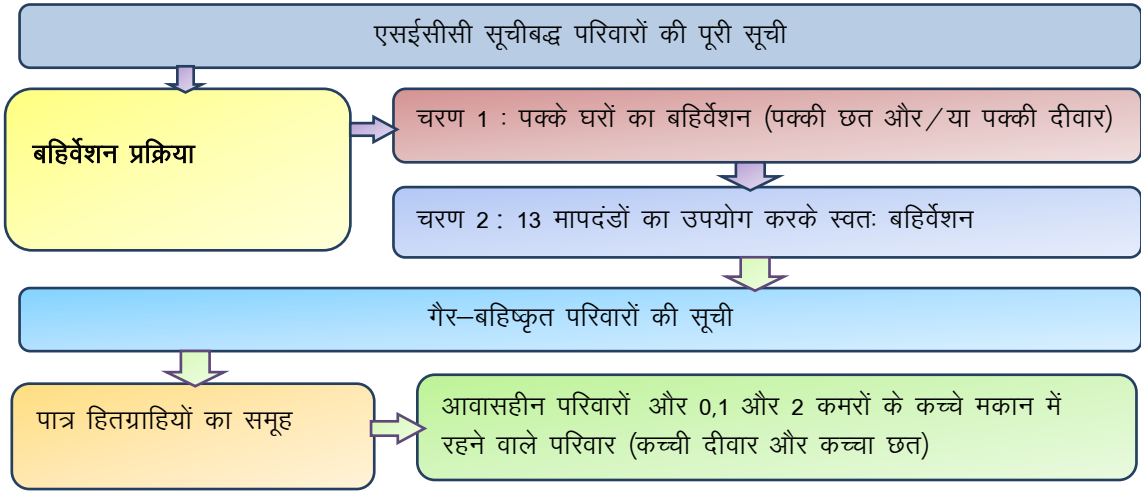 एसईसीसी सूचीबद्ध परिवारों की पूरी सूची
बहिर्वेशन प्रक्रिया
चरण 1 : पक्के घरों का बहिर्वेशन (पक्की छत और/या पक्की दीवार)
चरण 2 : 13 मापदंडों का उपयोग करके स्वतः बहिर्वेशन
गैर–बहिष्कृत परिवारों की सूची
पात्र हितग्राहियों का समूह
आवासहीन परिवारों और 0,1 और 2 कमरों के कच्चे मकान में
रहने वाले परिवार (कच्ची दीवार और कच्चा छत)